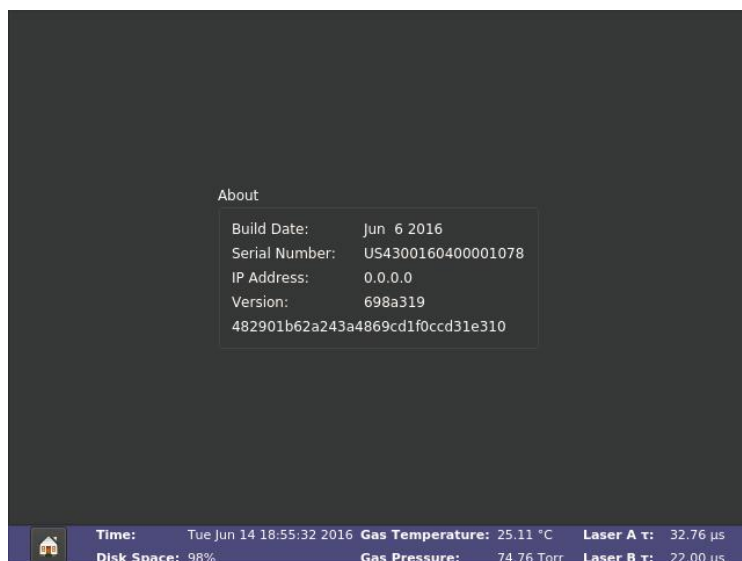 About
Build Date: Jun 6 2016
Serial Number: US4300160400001078
IP Address: 0.0.0.0
Version: 698a319
482901b62a243a4869cd1f0ccd31e310
Time: Tue Jun 14 18:55:32 2016 Gas Temperature: 25.11 °C Laser A τ: 32.76 µs
Disk Space: 98% Gas Pressure: 74.76 Torr Laser B τ: 22.00 µs